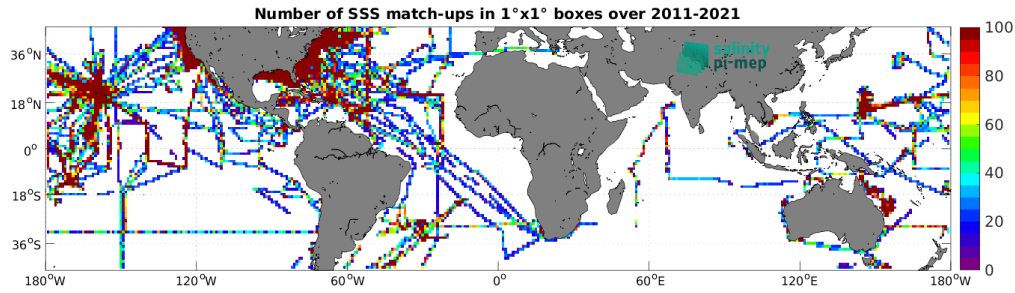 Number of SSS match-ups in 1°x1° boxes over 2011-2021
36°N
18°N
0°
18°S
36°S
180°W
120°W
60°W
0°
60°E
120°E
180°W
100
80
60
40
20
0
salinity
pi-mep